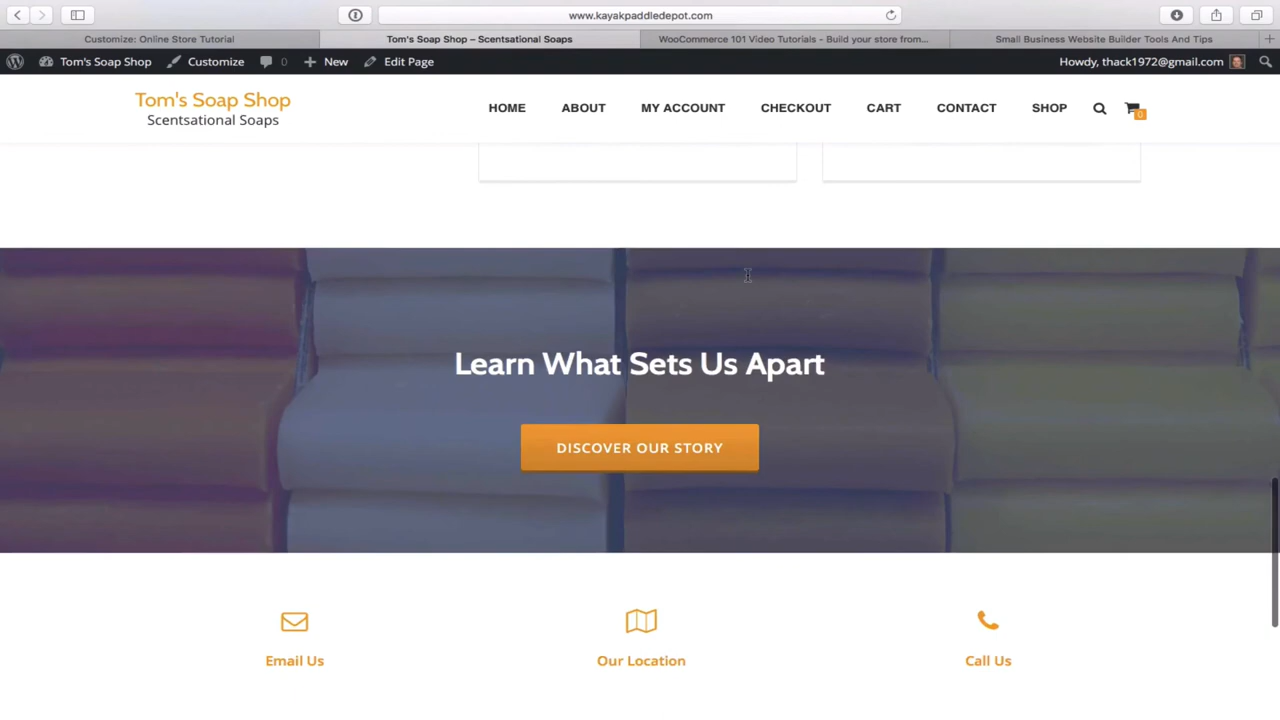 www.kayakpaddledepot.com
Customize: Online Store Tutorial
Tom's Soap Shop – Scentsational Soaps
WooCommerce 101 Video Tutorials - Build your store from...
Small Business Website Builder Tools And Tips
Tom's Soap Shop
Customize
0
New
Edit Page
Howdy, thack1972@gmail.com
Tom's Soap Shop
Scentsational Soaps
HOME
ABOUT
MY ACCOUNT
CHECKOUT
CART
CONTACT
SHOP
0
Learn What Sets Us Apart
DISCOVER OUR STORY
Email Us
Our Location
Call Us